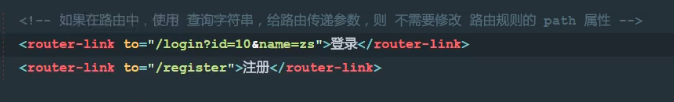 <!-- 如果在路由中，使用 查询字符串，给路由传递参数，则 不需要修改 路由规则的 path 属性 -->
<router-link to="/login?id=10&name=zs">登录</router-link>
<router-link to="/register">注册</router-link>